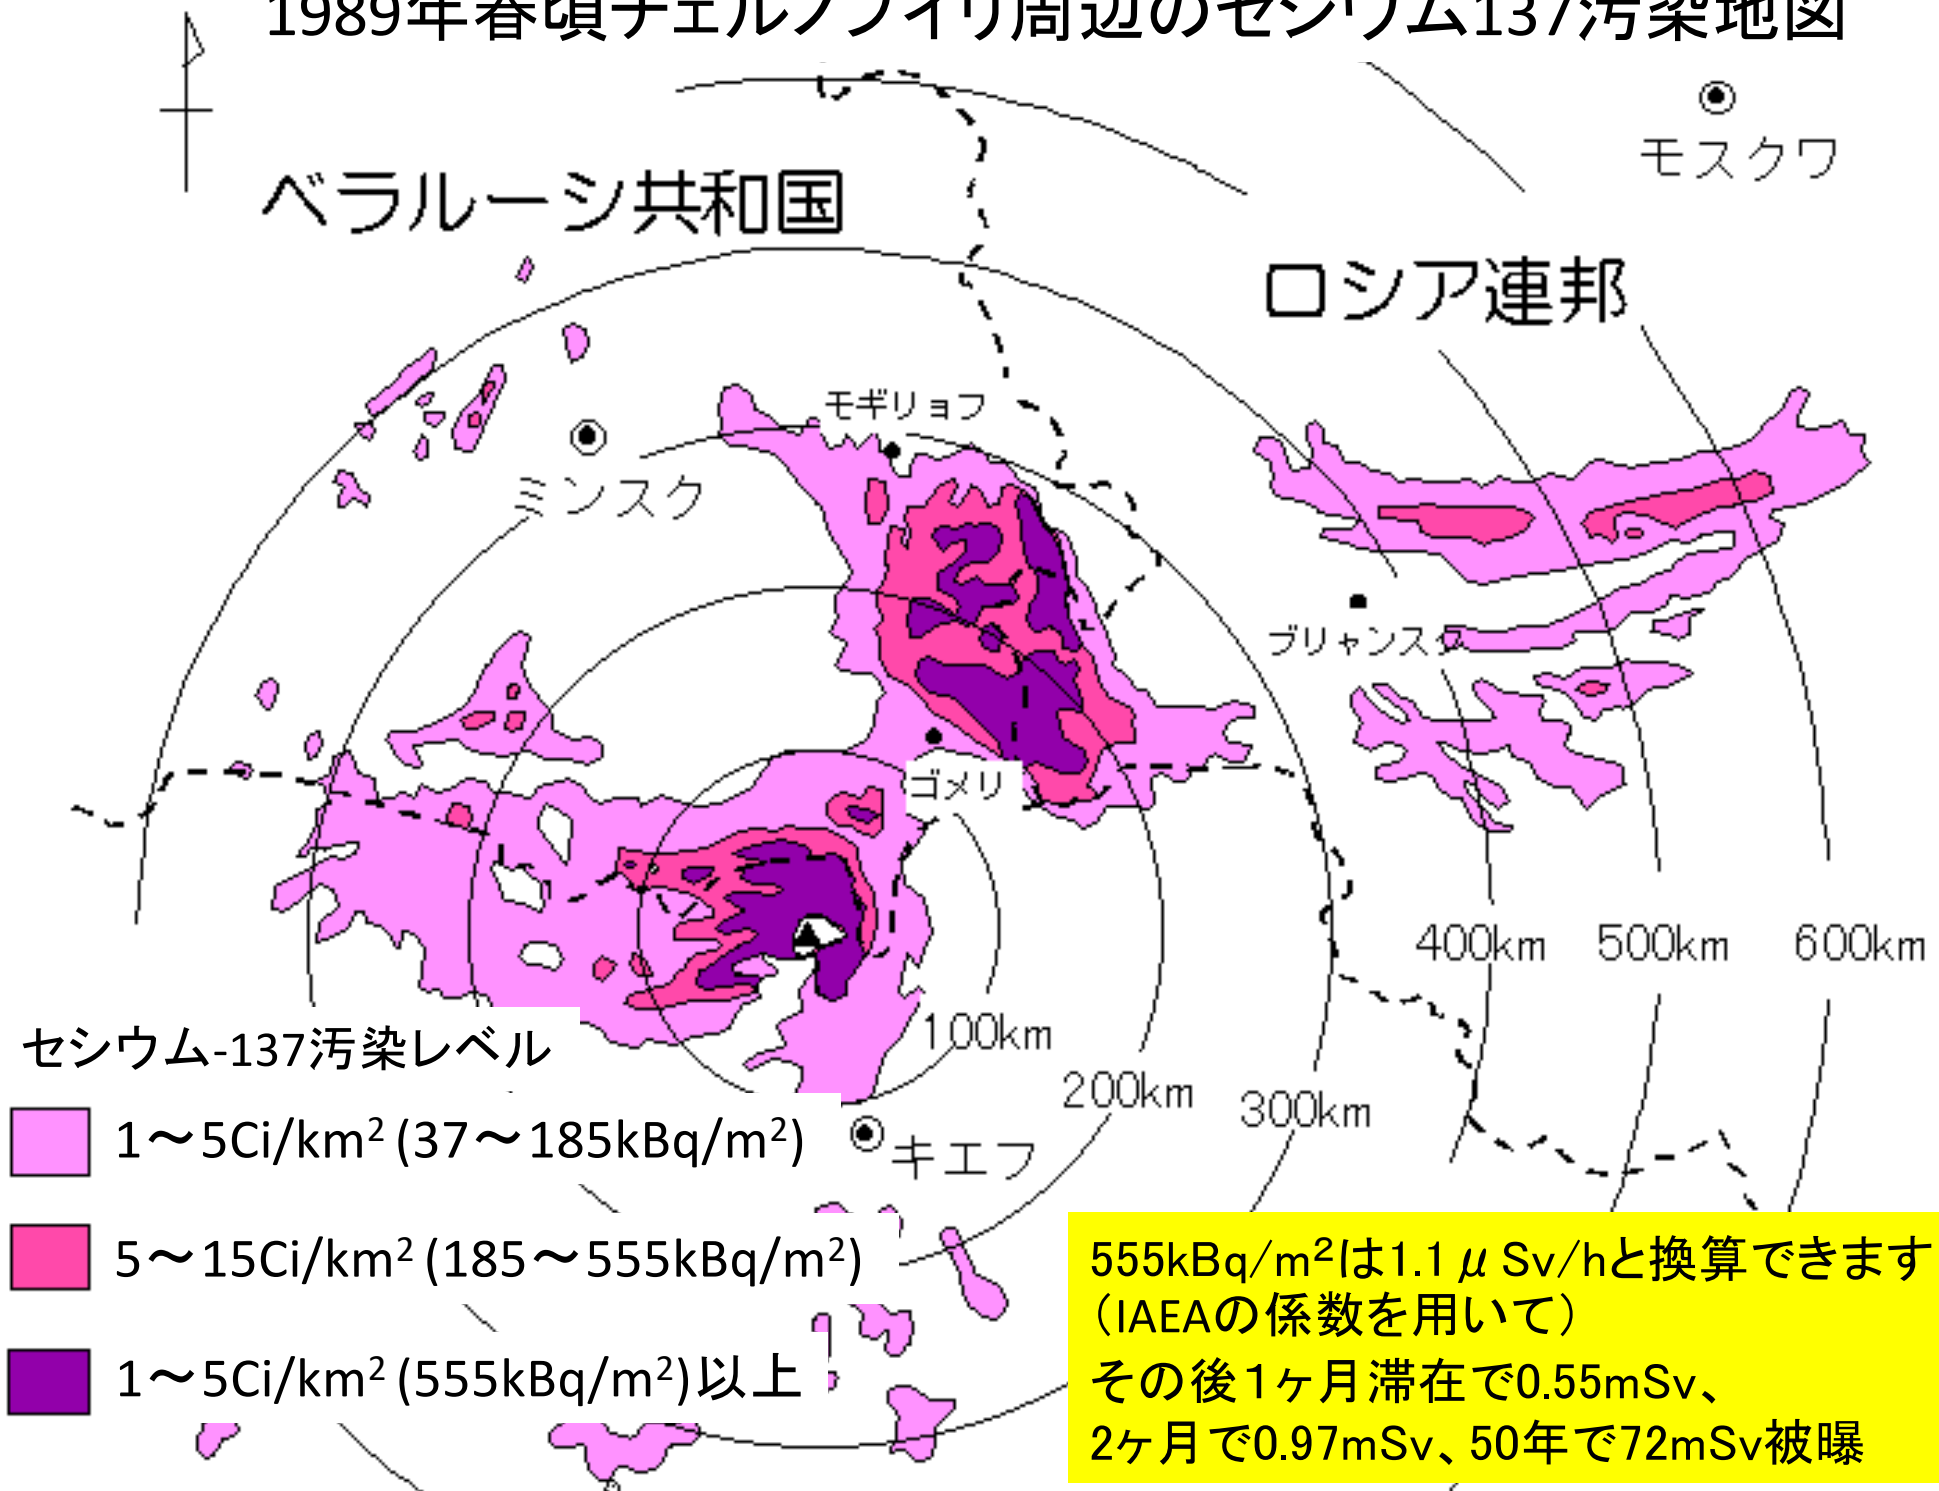 1989年春頃チェルノブイリ周辺のセシウム137汚染地図
モスクワ
ベラルーシ共和国
ロシア連邦
モギリョフ
ミンスク
ブリャンスク
ゴメリ
400km
500km
600km
100km
200km
300km
キエフ
セシウム-137汚染レベル
1～5Ci/km² (37～185kBq/m²)
5～15Ci/km² (185～555kBq/m²)
1～5Ci/km² (555kBq/m²)以上
555kBq/m²は1.1μSv/hと換算できます
（IAEAの係数を用いて）
その後1ヶ月滞在で0.55mSv、
2ヶ月で0.97mSv、50年で72mSv被曝